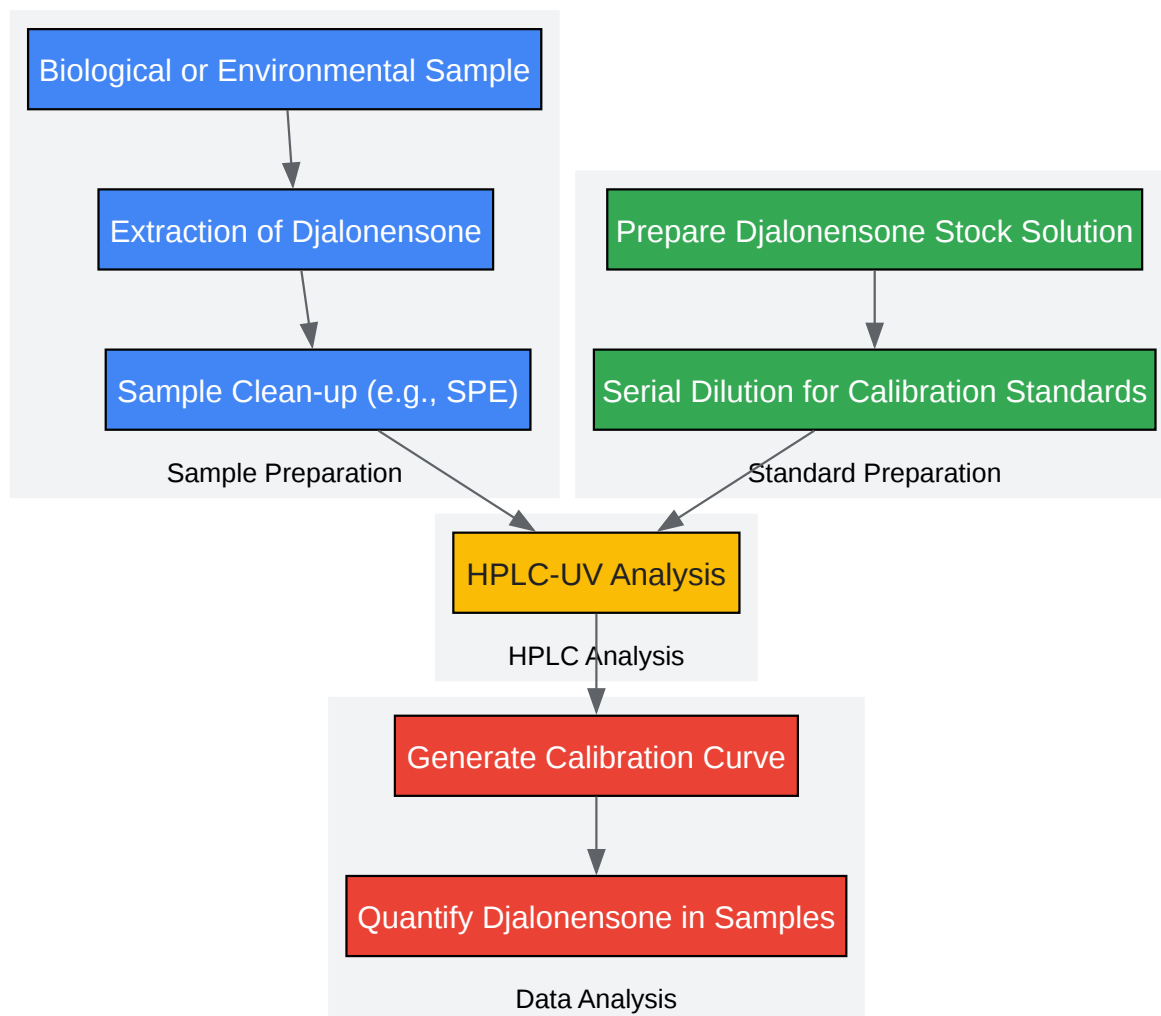 Biological or Environmental Sample
Extraction of Djalonensone
Sample Clean-up (e.g., SPE)
Sample Preparation
Prepare Djalonensone Stock Solution
Serial Dilution for Calibration Standards
Standard Preparation
HPLC-UV Analysis
HPLC Analysis
Generate Calibration Curve
Quantify Djalonensone in Samples
Data Analysis